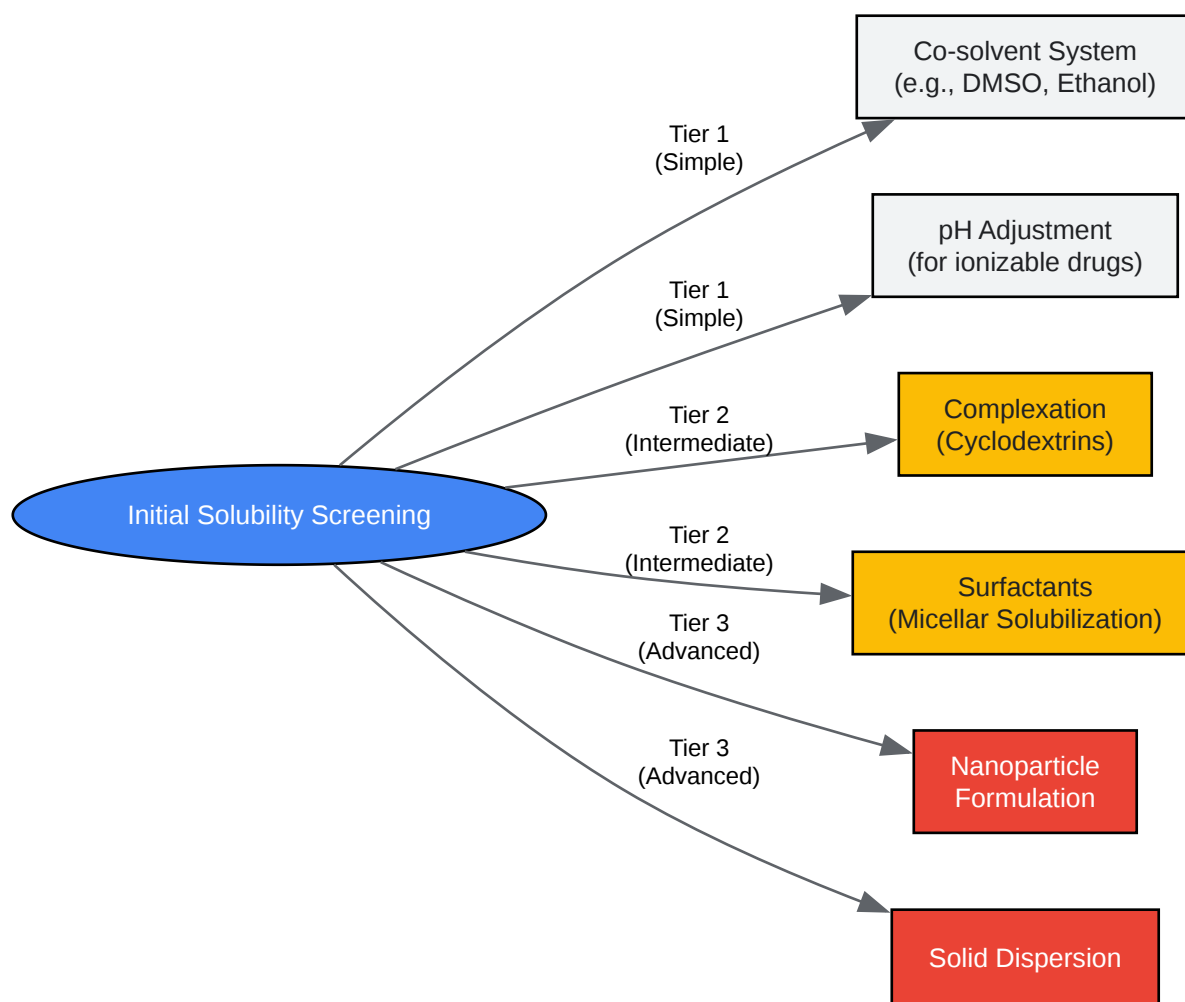 Co-solvent System
(e.g., DMSO, Ethanol)
Tier 1
(Simple)
pH Adjustment
(for ionizable drugs)
Tier 1
(Simple)
Complexation
(Cyclodextrins)
Tier 2
(Intermediate)
Initial Solubility Screening
Tier 2
(Intermediate)
Surfactants
(Micellar Solubilization)
Tier 3
(Advanced)
Nanoparticle
Formulation
Tier 3
(Advanced)
Solid Dispersion